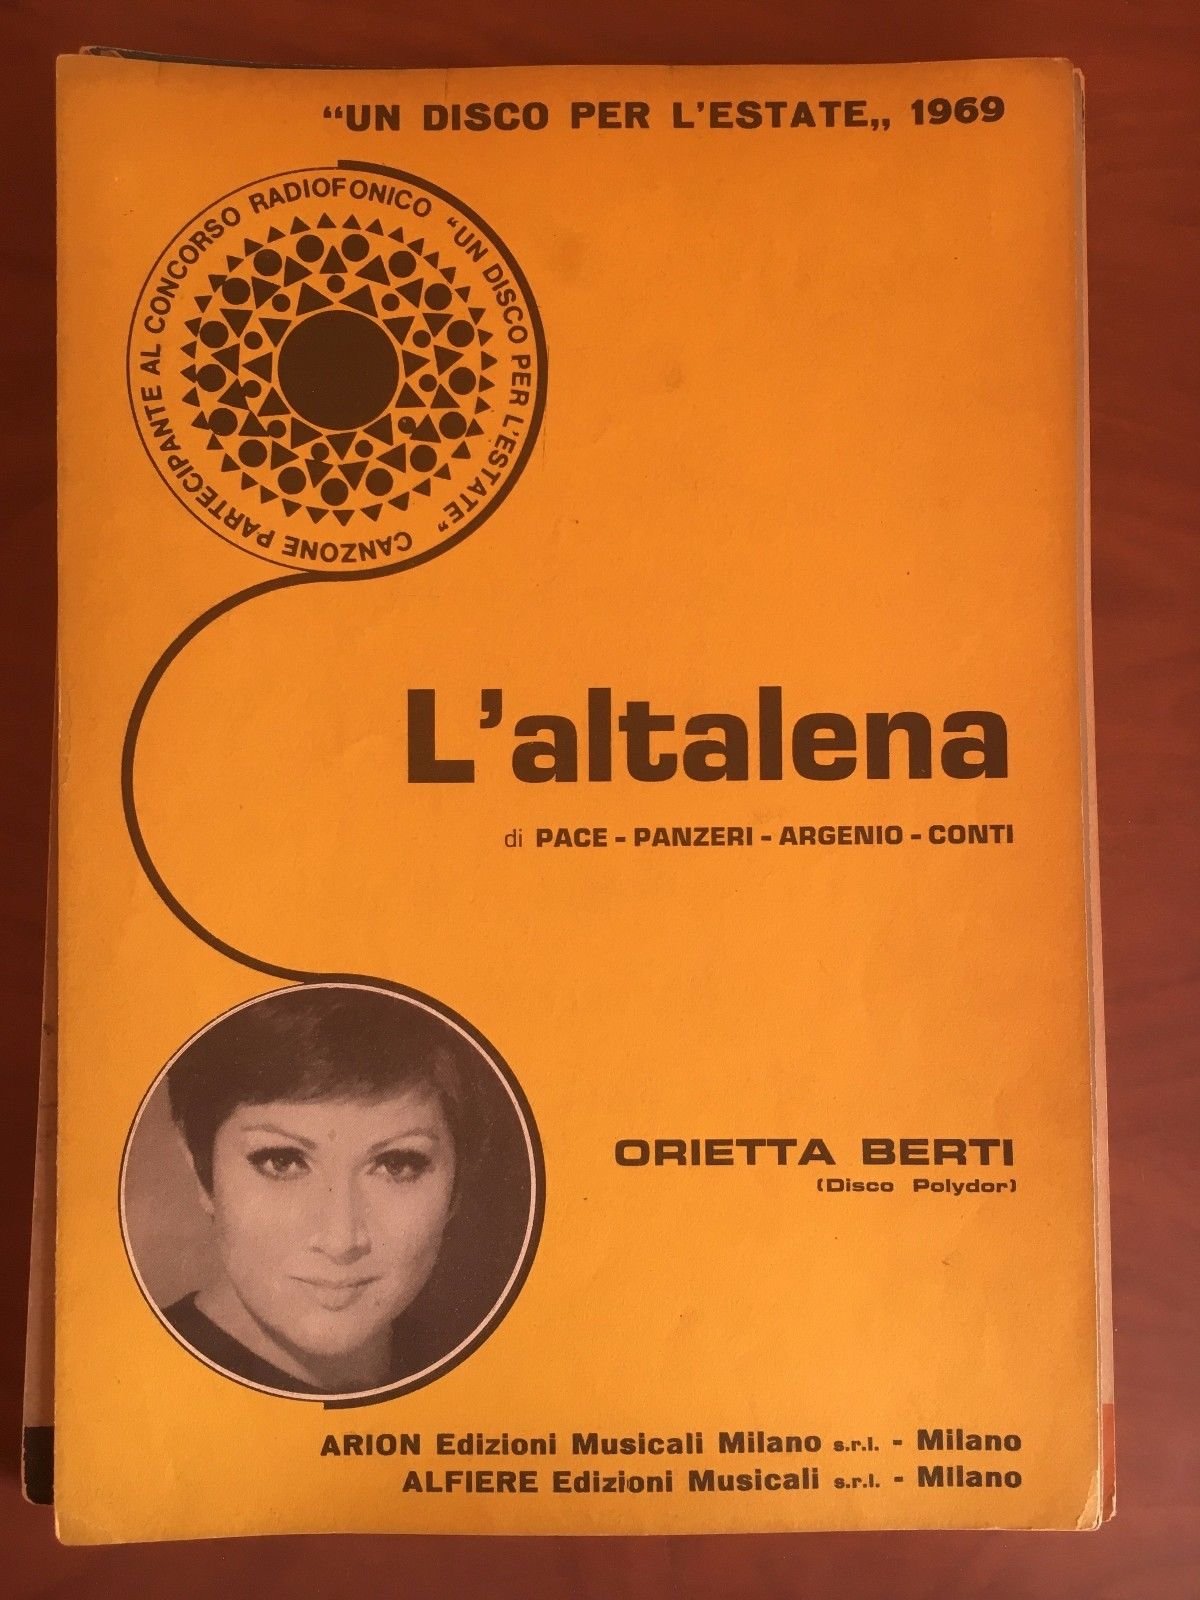 “UN DISCO PER L'ESTATE„ 1969
CANZONE PARTECIPANTE AL CONCORSO RADIOFONICO “UN DISCO PER L'ESTATE”
L'altalena
di PACE - PANZERI - ARGENIO - CONTI
ORIETTA BERTI
(Disco Polydor)
ARION Edizioni Musicali Milano s.r.l. - Milano
ALFIERE Edizioni Musicali s.r.l. - Milano